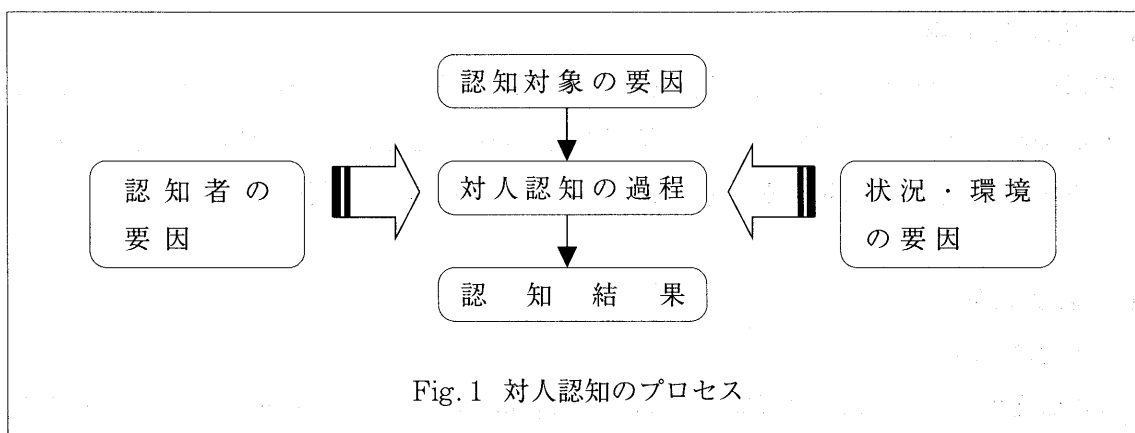 認知対象の要因
認知者の
要因
対人認知の過程
状況・環境
の要因
認知結果
Fig. 1 対人認知のプロセス